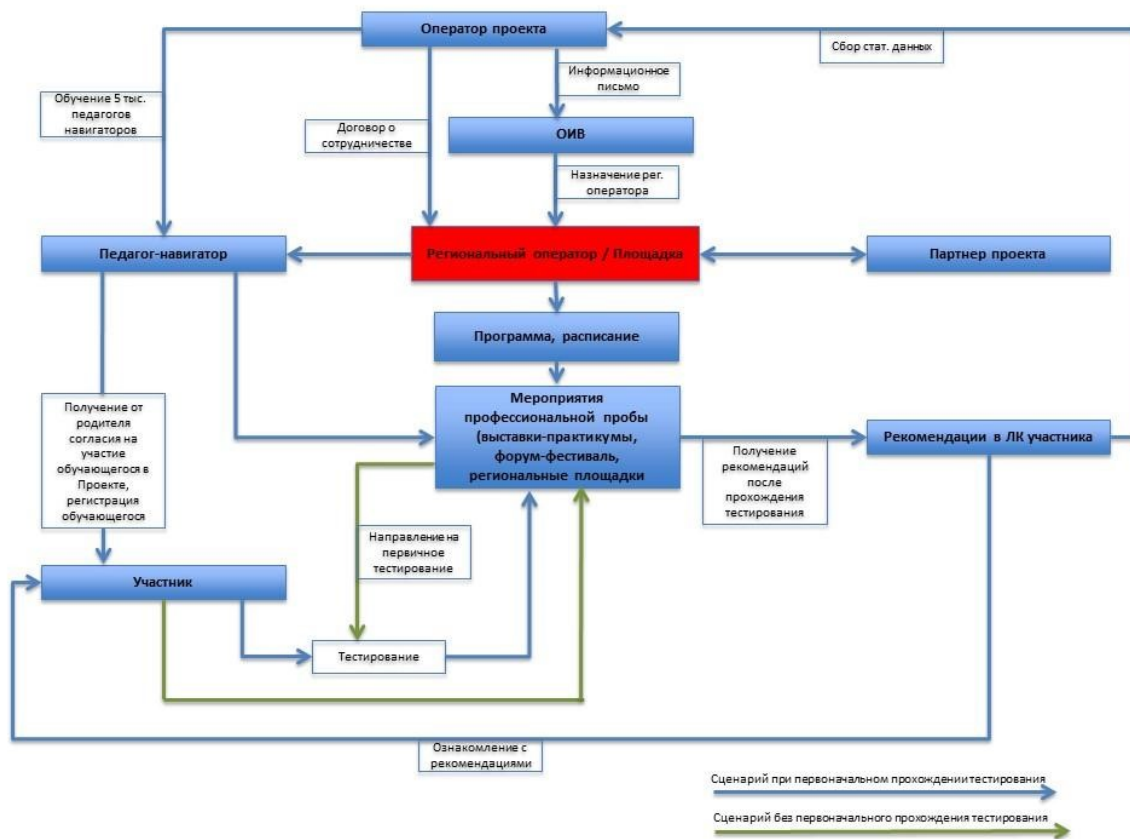 Оператор проекта
Сбор стат. данных
Информационное
письмо
Обучение 5 тыс.
педагогов
навигаторов
Договор о
сотрудничестве
ОИВ
Назначение рег.
оператора
Педагог-навигатор
Региональный оператор / Площадка
Партнер проекта
Программа, расписание
Мероприятия
профессиональной пробы
(выставки-практикумы,
форум-фестиваль,
региональные площадки
Получение от
родителя
согласия на
участие
обучающегося в
Проекте,
регистрация
обучающегося
Рекомендации в ЛК участника
Получение
рекомендаций
после
прохождения
тестирования
Направление на
первичное
тестирование
Участник
Тестирование
Ознакомление с
рекомендациями
Сценарий при первоначальном прохождении тестирования
Сценарий без первоначального прохождения тестирования